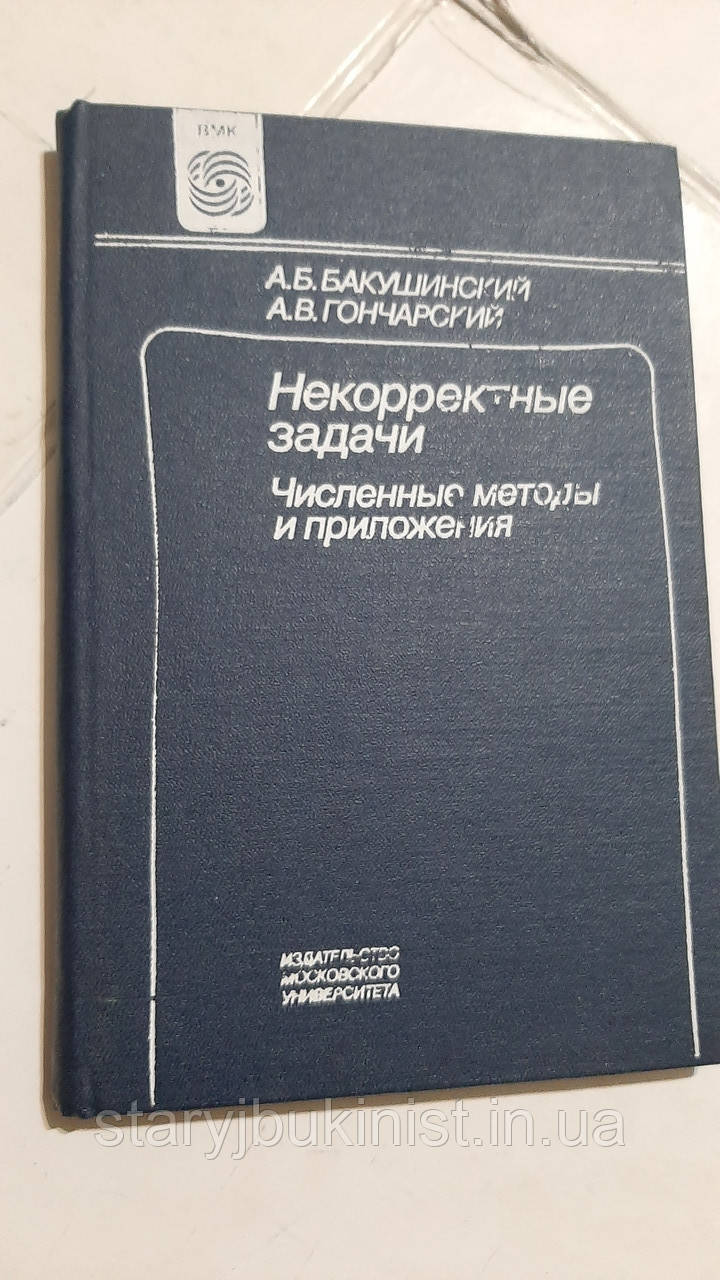 ВМК
А.Б.БАКУШИНСКИЙ
А.В.ГОНЧАРСКИЙ
Некорректные
задачи
Численные методы
и приложения
ИЗДАТЕЛЬСТВО
МОСКОВСКОГО
УНИВЕРСИТЕТА
staryjbukinist.in.ua